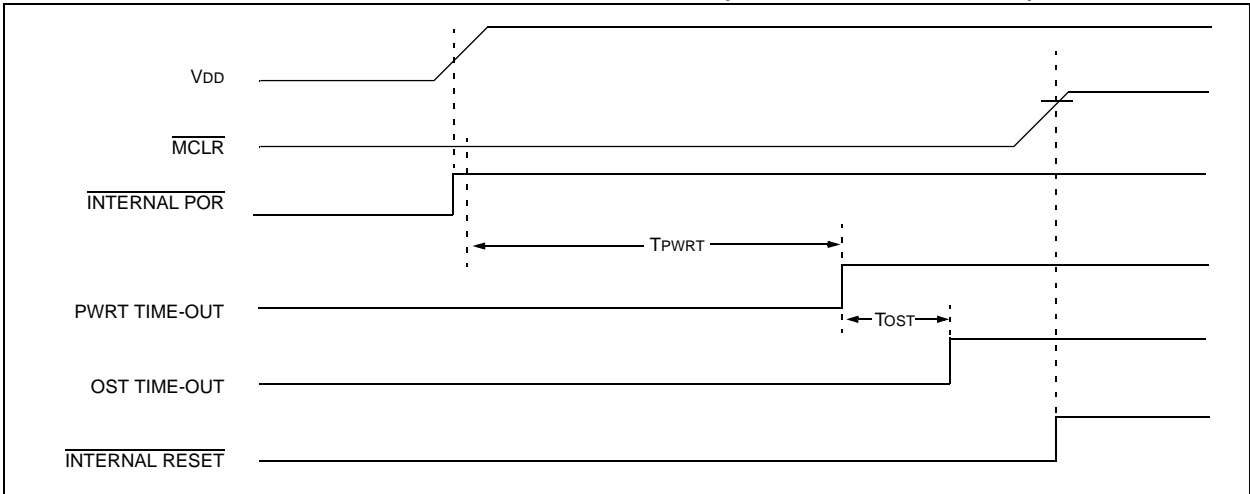 VDD
MCLR
INTERNAL POR
TPWRT
PWRT TIME-OUT
TOST
OST TIME-OUT
INTERNAL RESET